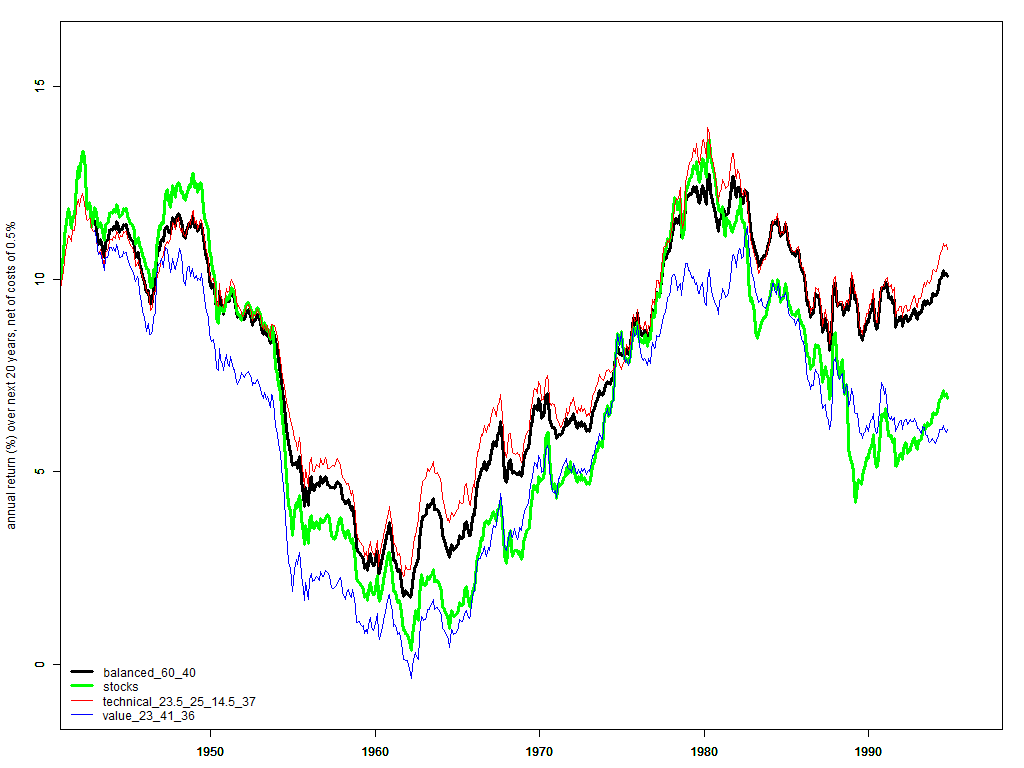 annual return (%) over next 20 years, net of costs of 0.5%
15
10
5
0
balanced_60_40
stocks
technical_23.5_25_14.5_37
value_23_41_36
1950 1960 1970 1980 1990